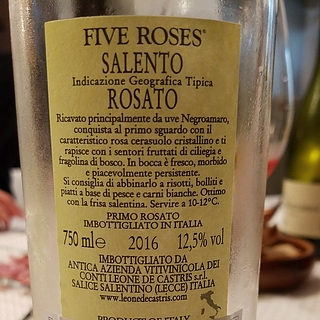 FIVE ROSES®
SALENTO
Indicazione Geografica Tipica
ROSATO
Ricavato principalmente da uve Negroamaro,
conquista al primo sguardo con il
caratteristico rosa cerasuolo cristallino e ti
rapisce con i sentori fruttati di ciliegia e
fragolina di bosco. In bocca è fresco, morbido
e piacevolmente persistente.
Si consiglia di abbinarlo a risotti, bolliti e
piatti a base di pesce e carni bianche. Ottimo
con la frisa salentina. Servire a 10-12°C.
PRIMO ROSATO
IMBOTTIGLIATO IN ITALIA
750 ml e 2016 12,5% vol
IMBOTTIGLIATO DA
ANTICA AZIENDA VITIVINICOLA DEI
CONTI LEONE DE CASTRIS s.r.l.
SALICE SALENTINO (LECCE) ITALIA
www.leonedecastris.com
PRODUCT OF ITALY